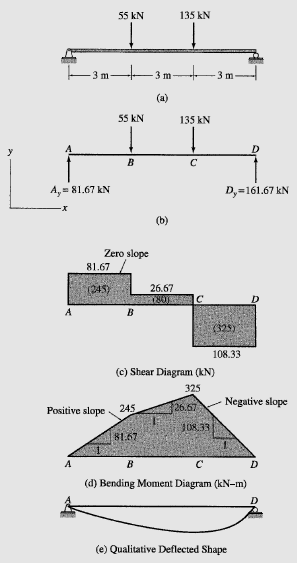 55 kN 135 kN
3 m 3 m 3 m
(a)
55 kN 135 kN
y
A B C D
Ay = 81.67 kN Dy = 161.67 kN
x
(b)
Zero slope
81.67
(245) 26.67
(80) C D
A B
(325)
108.33
(c) Shear Diagram (kN)
325
Positive slope 245 26.67 Negative slope
1 108.33
81.67
1 1
A B C D
(d) Bending Moment Diagram (kN–m)
A D
(e) Qualitative Deflected Shape